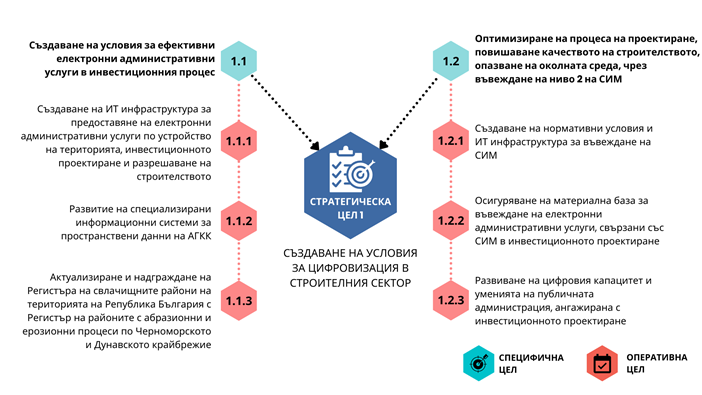 Създаване на условия за ефективни
електронни административни
услуги в инвестиционния процес
1.1
Създаване на ИТ инфраструктура за
предоставяне на електронни
административни услуги по устройство
на територията, инвестиционното
проектиране и разрешаване на
строителството
1.1.1
Развитие на специализирани
информационни системи за
пространствени данни на АГКК
1.1.2
Актуализиране и надграждане на
Регистъра на свлачищните райони на
територията на Република България с
Регистър на районите с абразионни и
ерозионни процеси по Черноморското
и Дунавското крайбрежие
1.1.3
СТРАТЕГИЧЕСКА
ЦЕЛ 1
СЪЗДАВАНЕ НА УСЛОВИЯ
ЗА ЦИФРОВИЗАЦИЯ В
СТРОИТЕЛНИЯ СЕКТОР
1.2
Оптимизиране на процеса на проектиране,
повишаване качеството на строителството,
опазване на околната среда, чрез
въвеждане на ниво 2 на СИМ
1.2.1
Създаване на нормативни условия и
ИТ инфраструктура за въвеждане на
СИМ
1.2.2
Осигуряване на материална база за
въвеждане на електронни
административни услуги, свързани със
СИМ в инвестиционното проектиране
1.2.3
Развиване на цифровия капацитет и
уменията на публичната
администрация, ангажирана с
инвестиционното проектиране
СПЕЦИФИЧНА
ЦЕЛ
ОПЕРАТИВНА
ЦЕЛ